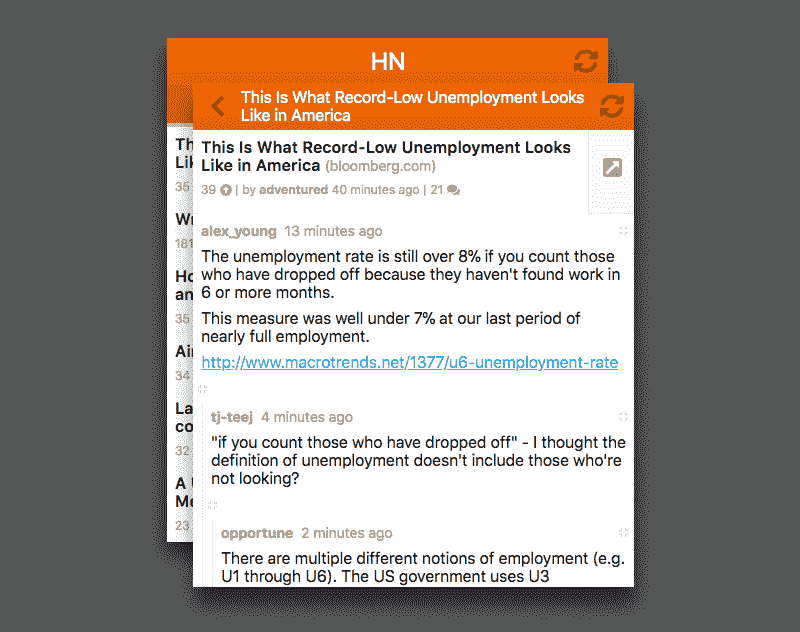 HN
This Is What Record-Low Unemployment Looks
Like in America
This Is What Record-Low Unemployment Looks
Like in America (bloomberg.com)
39 | by adventured 40 minutes ago | 21
alex_young 13 minutes ago
The unemployment rate is still over 8% if you count those
who have dropped off because they haven't found work in
6 or more months.
This measure was well under 7% at our last period of
nearly full employment.
http://www.macrotrends.net/1377/u6-unemployment-rate
tj-teej 4 minutes ago
"if you count those who have dropped off" - I thought the
definition of unemployment doesn't include those who're
not looking?
opportune 2 minutes ago
There are multiple different notions of employment (e.g.
U1 through U6). The US government uses U3
35
181
an
35
Ai
34
La
co
32
A
23